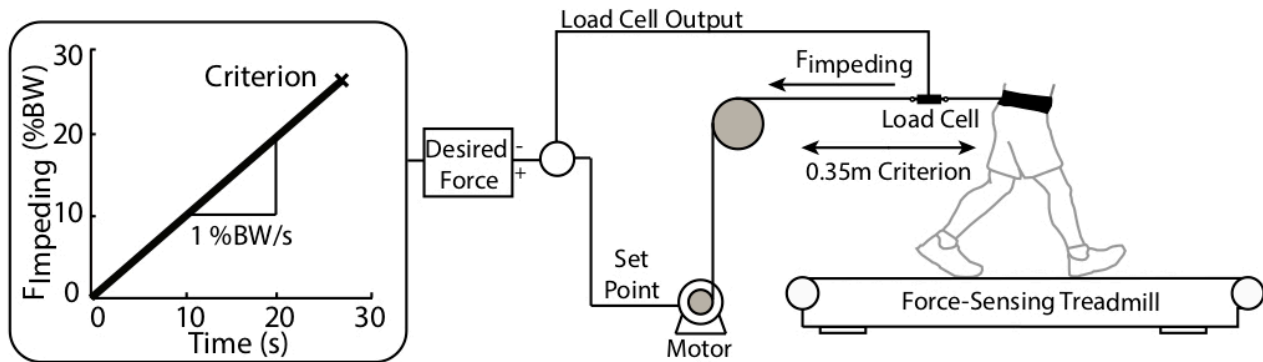 30
20
10
0
FImpeding (%BW)
Criterion
1 %BW/s
0
10
20
30
Time (s)
Desired
Force
-
+
Load Cell Output
Set
Point
Motor
Fimpeding
Load Cell
0.35m Criterion
Force-Sensing Treadmill